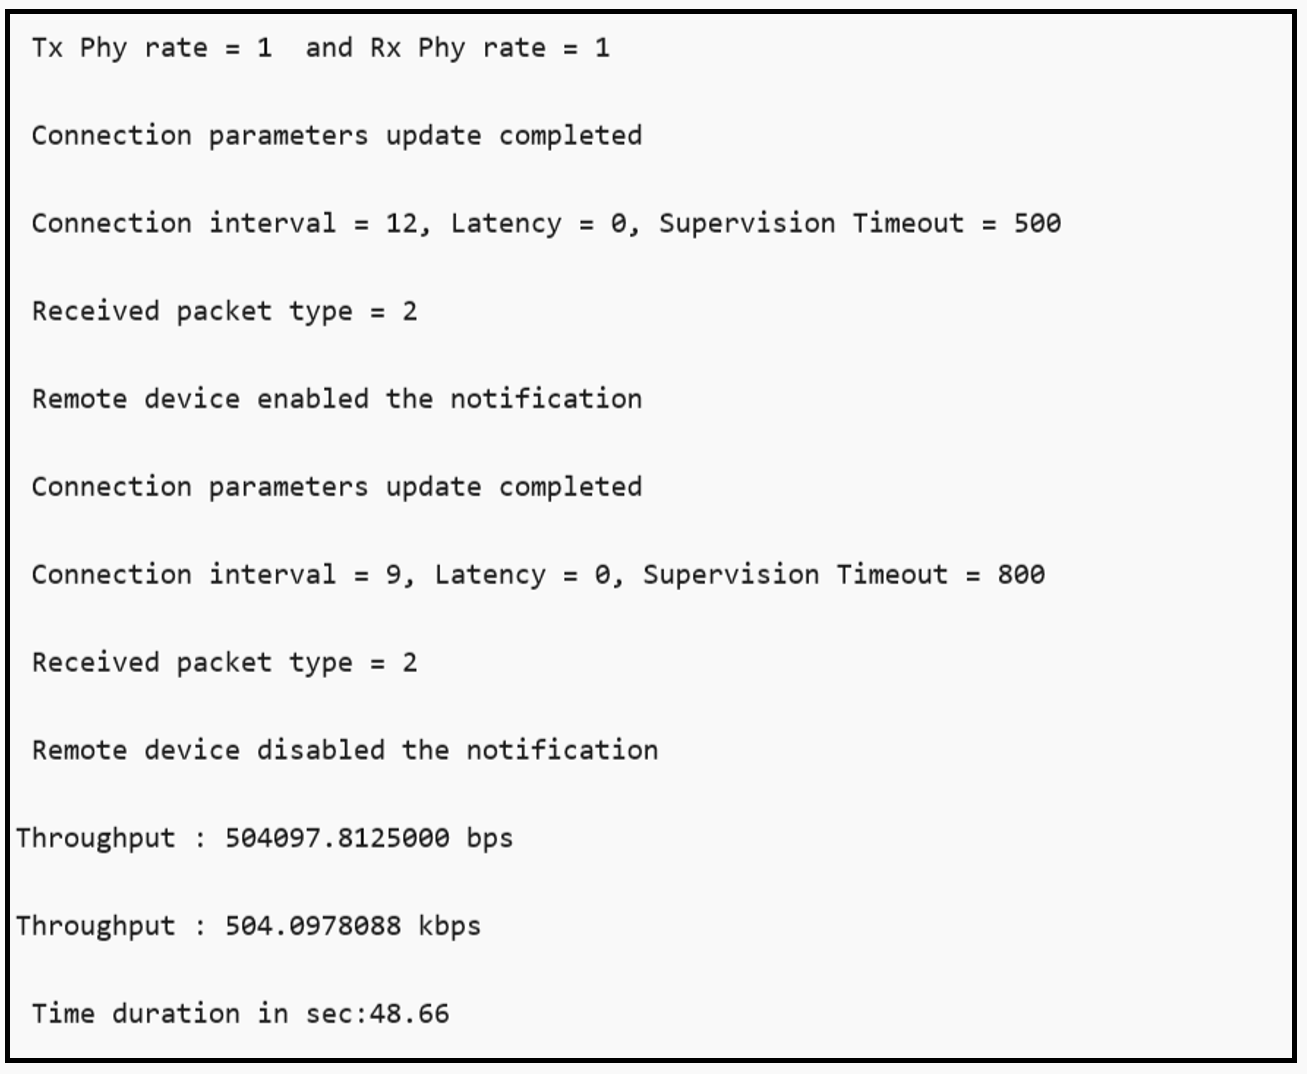 Tx Phy rate = 1  and Rx Phy rate = 1
Connection parameters update completed
Connection interval = 12, Latency = 0, Supervision Timeout = 500
Received packet type = 2
Remote device enabled the notification
Connection parameters update completed
Connection interval = 9, Latency = 0, Supervision Timeout = 800
Received packet type = 2
Remote device disabled the notification
Throughput : 504097.8125000 bps
Throughput : 504.0978088 kbps
Time duration in sec:48.66